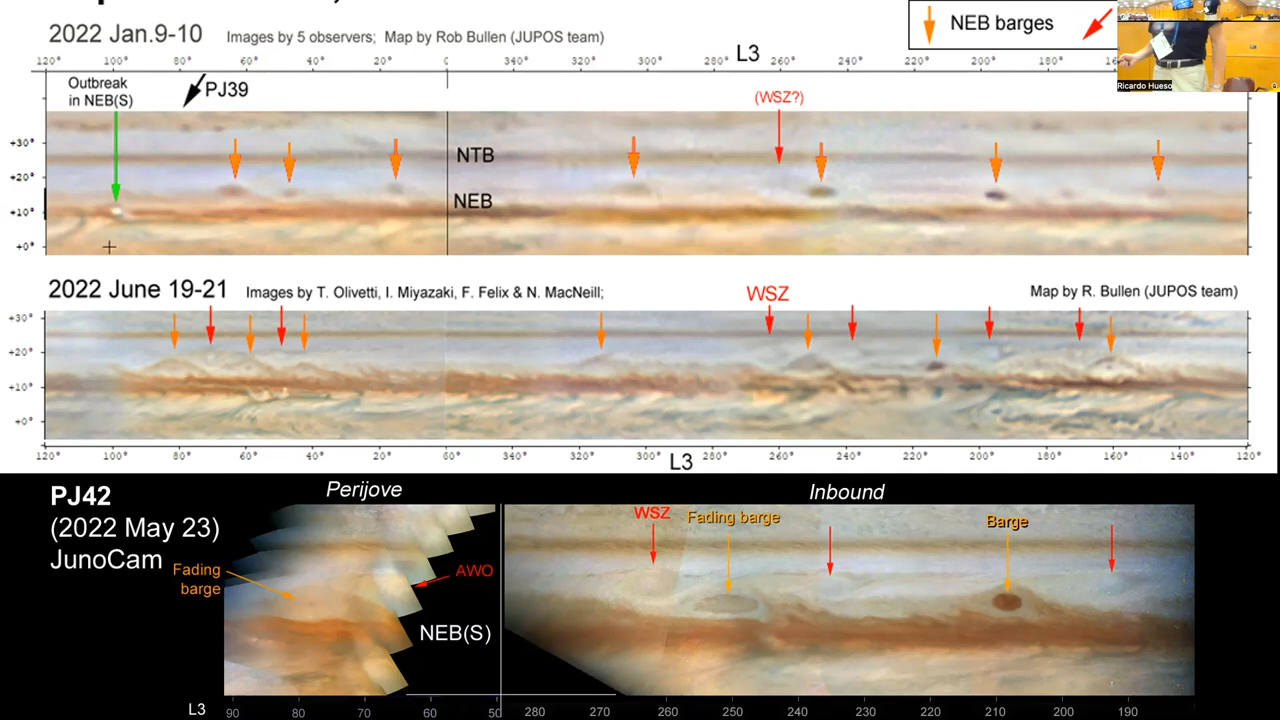 2022 Jan.9-10 Images by 5 observers; Map by Rob Bullen (JUPOS team)
NEB barges
Ricardo Hueso
L3
60° 80° 60° 40° 20° 0° 340° 320° 300° 280° 260° 240° 220° 200° 180°
Outbreak
in NEB(S)
PJ39
(WSZ?)
+30°
+20°
+10°
+0°
NTB
NEB
2022 June 19-21 Images by T. Olivetti, I. Miyazaki, F. Felix & N. MacNeill;
WSZ
Map by R. Bullen (JUPOS team)
+30°
+20°
+10°
+0°
120° 100° 80° 60° 40° 20° 340° 320° 300° 280° 260° 240° 220° 200° 180° 160° 140° 120°
L3
PJ42
(2022 May 23)
JunoCam
Perijove
Inbound
Fading
barge
AWO
NEB(S)
WSZ
Fading barge
Barge
L3 90 80 70 60 50 280 270 260 250 240 230 220 210 200 190